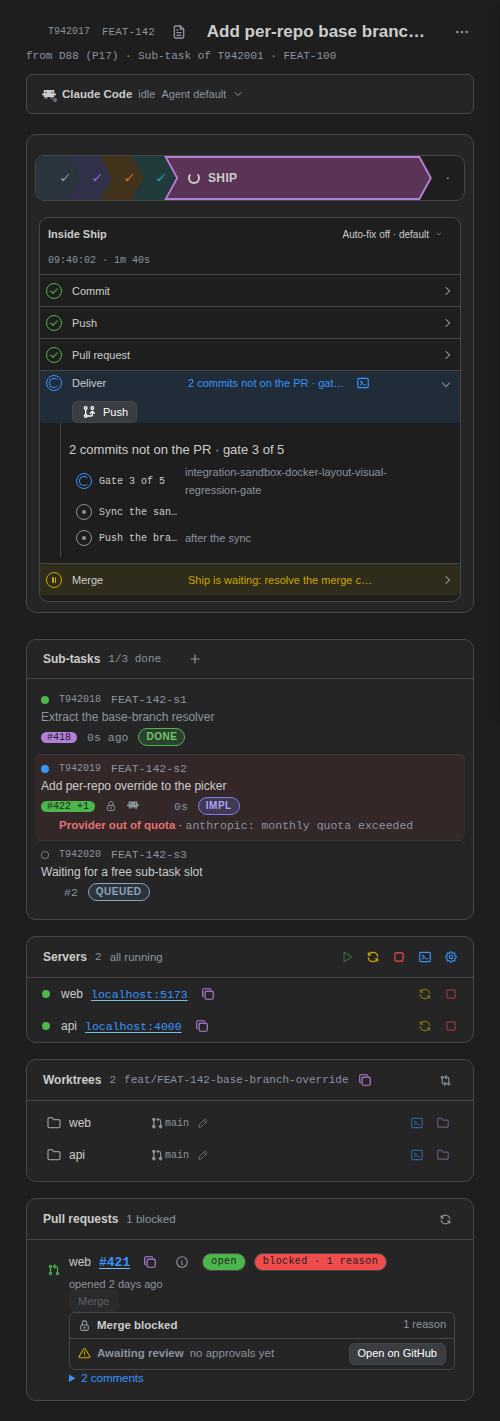 T942017 FEAT-142 Add per-repo base branc…
from D88 (P17) · Sub-task of T942001 · FEAT-100
Claude Code idle Agent default
SHIP
Inside Ship Auto-fix off · default
09:40:02 · 1m 40s
Commit
Push
Pull request
Deliver 2 commits not on the PR · gat…
Push
2 commits not on the PR · gate 3 of 5
Gate 3 of 5 integration-sandbox-docker-layout-visual-
regression-gate
Sync the san…
Push the bra… after the sync
Merge Ship is waiting: resolve the merge c…
Sub-tasks 1/3 done
T942018 FEAT-142-s1
Extract the base-branch resolver
#418 0s ago DONE
T942019 FEAT-142-s2
Add per-repo override to the picker
#422 +1 0s IMPL
Provider out of quota · anthropic: monthly quota exceeded
T942020 FEAT-142-s3
Waiting for a free sub-task slot
#2 QUEUED
Servers 2 all running
web localhost:5173
api localhost:4000
Worktrees 2 feat/FEAT-142-base-branch-override
web main
api main
Pull requests 1 blocked
web #421 open blocked · 1 reason
opened 2 days ago
Merge
Merge blocked 1 reason
Awaiting review no approvals yet Open on GitHub
2 comments